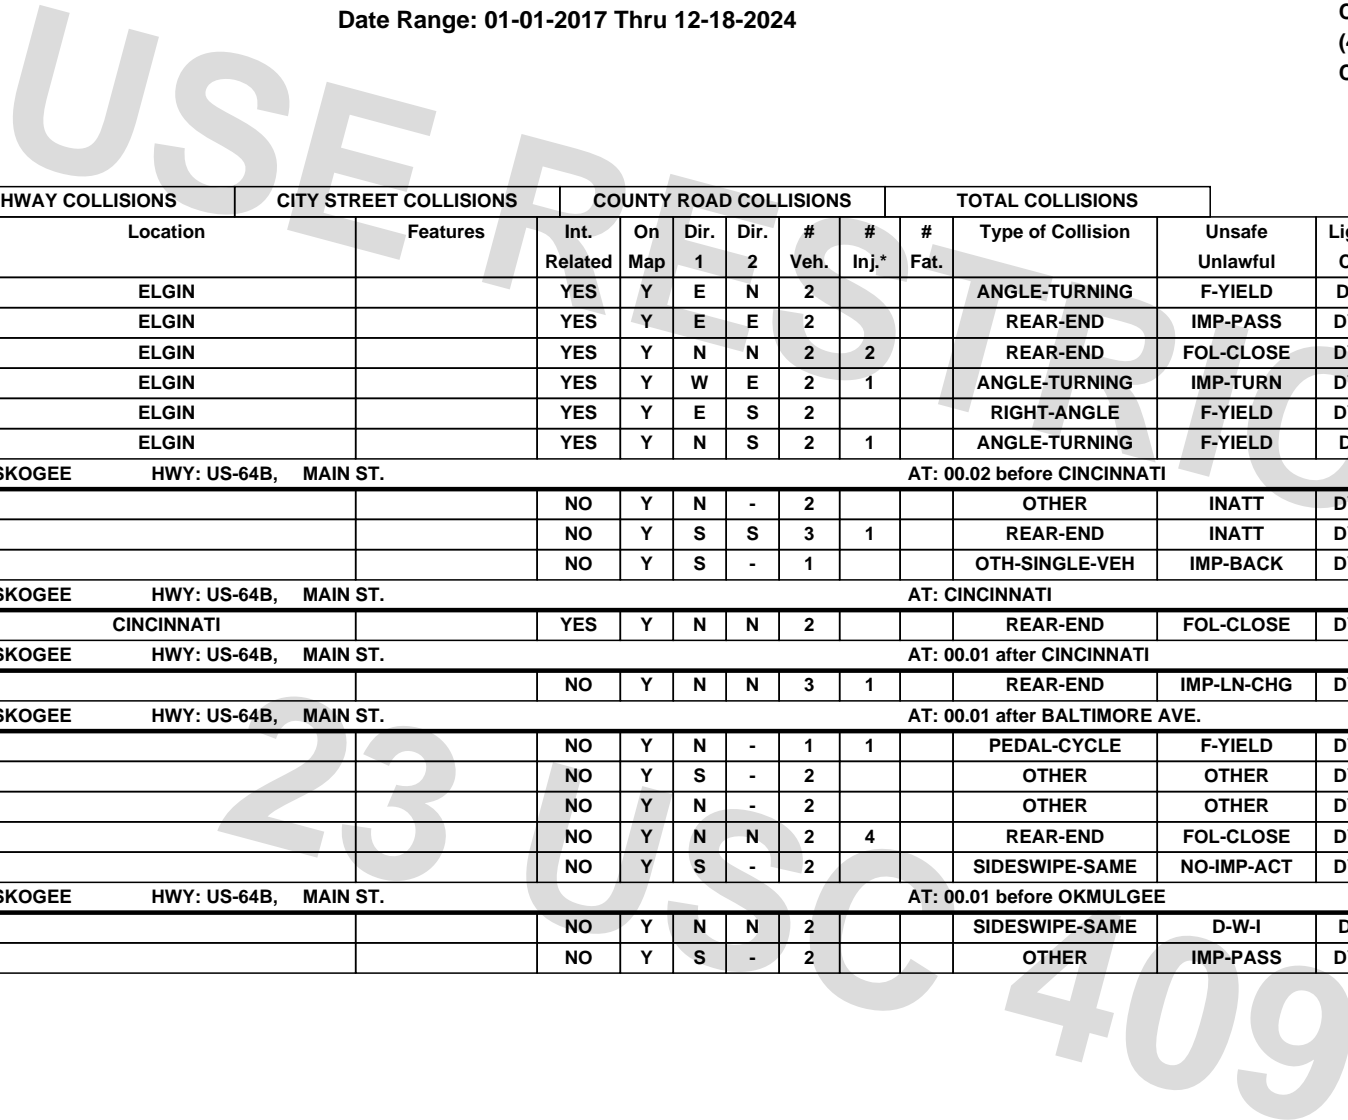 Date Range: 01-01-2017 Thru 12-18-2024
USE RESTRIC
HWAY COLLISIONS CITY STREET COLLISIONS COUNTY ROAD COLLISIONS TOTAL COLLISIONS
Location Features Int. On Dir. Dir. # # # Type of Collision Unsafe
Related Map 1 2 Veh. Inj.* Fat. Unlawful
ELGIN YES Y E N 2 ANGLE-TURNING F-YIELD D
ELGIN YES Y E E 2 REAR-END IMP-PASS D
ELGIN YES Y N N 2 2 REAR-END FOL-CLOSE D
ELGIN YES Y W E 2 1 ANGLE-TURNING IMP-TURN D
ELGIN YES Y E S 2 RIGHT-ANGLE F-YIELD D
ELGIN YES Y N S 2 1 ANGLE-TURNING F-YIELD D
SKOGEE HWY: US-64B, MAIN ST. AT: 00.02 before CINCINNATI
NO Y N - 2 OTHER INATT D
NO Y S S 3 1 REAR-END INATT D
NO Y S - 1 OTH-SINGLE-VEH IMP-BACK D
SKOGEE HWY: US-64B, MAIN ST. AT: CINCINNATI
CINCINNATI YES Y N N 2 REAR-END FOL-CLOSE D
SKOGEE HWY: US-64B, MAIN ST. AT: 00.01 after CINCINNATI
NO Y N N 3 1 REAR-END IMP-LN-CHG D
SKOGEE HWY: US-64B, MAIN ST. AT: 00.01 after BALTIMORE AVE.
NO Y N - 1 1 PEDAL-CYCLE F-YIELD D
NO Y S - 2 OTHER OTHER D
NO Y N - 2 OTHER OTHER D
NO Y N N 2 4 REAR-END FOL-CLOSE D
NO Y S - 2 SIDESWIPE-SAME NO-IMP-ACT D
SKOGEE HWY: US-64B, MAIN ST. AT: 00.01 before OKMULGEE
NO Y N N 2 SIDESWIPE-SAME D-W-I D
NO Y S - 2 OTHER IMP-PASS D
23 USC 409